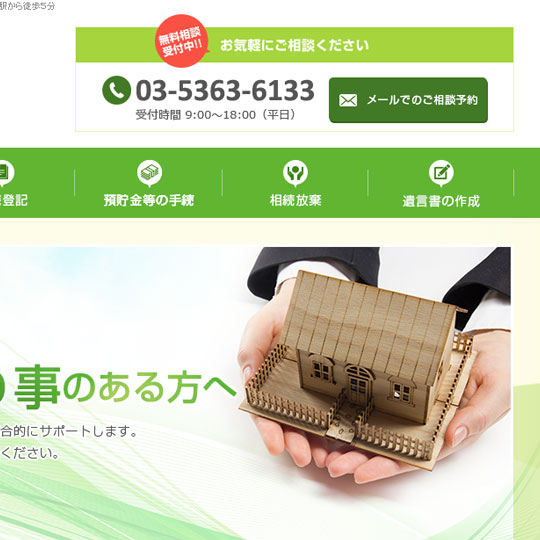 駅から徒歩5分
無料相談
受付中!!
お気軽にご相談ください
03-5363-6133
メールでのご相談予約
受付時間 9:00〜18:00（平日）
登記
預貯金等の手続
相続放棄
遺言書の作成
事のある方へ
合的にサポートします。
ください。